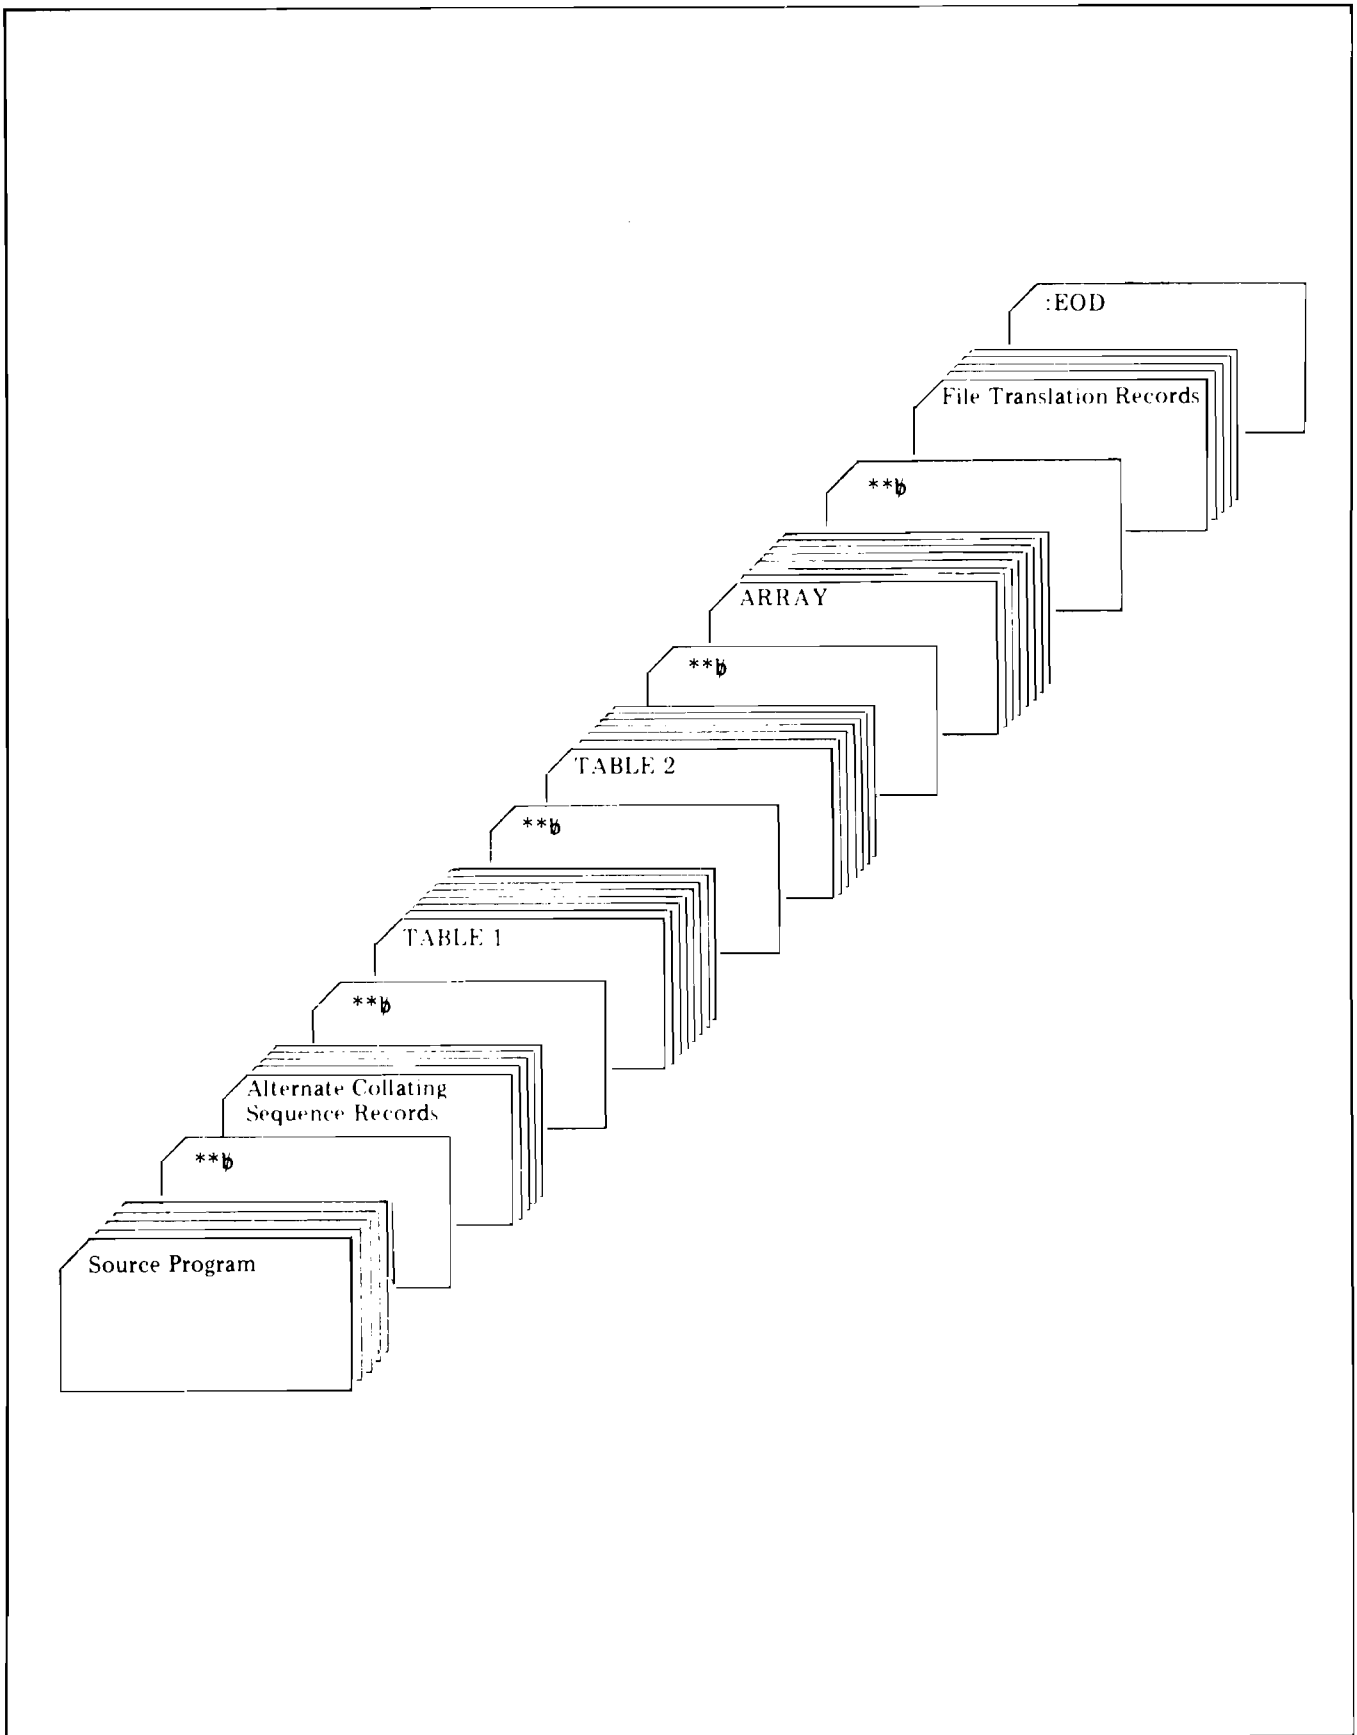 :EOD
File Translation Records
**ƀ
ARRAY
**ƀ
TABLE 2
**ƀ
TABLE 1
**ƀ
Alternate Collating
Sequence Records
**ƀ
Source Program